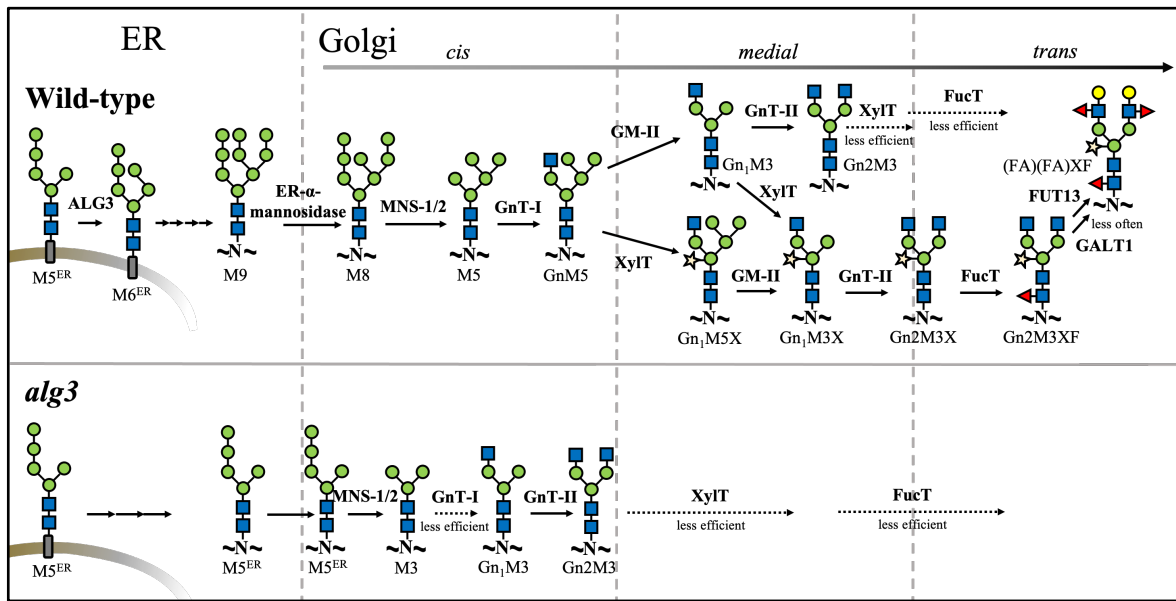 ER
Golgi
cis
medial
trans
Wild-type
ALG3
M5ER
M6ER
~N~
M9
ER-α-
mannosidase
~N~
M8
MNS-1/2
~N~
M5
GnT-I
~N~
GnM5
GM-II
~N~
Gn1M3
GnT-II
~N~
Gn2M3
XylT
less efficient
FucT
less efficient
XylT
XylT
~N~
Gn1M5X
GM-II
~N~
Gn1M3X
GnT-II
~N~
Gn2M3X
FucT
~N~
Gn2M3XF
(FA)(FA)XF
FUT13
~N~
less often
GALT1
alg3
M5ER
~N~
M5ER
~N~
M5ER
MNS-1/2
~N~
M3
GnT-I
less efficient
~N~
Gn1M3
GnT-II
~N~
Gn2M3
XylT
less efficient
FucT
less efficient